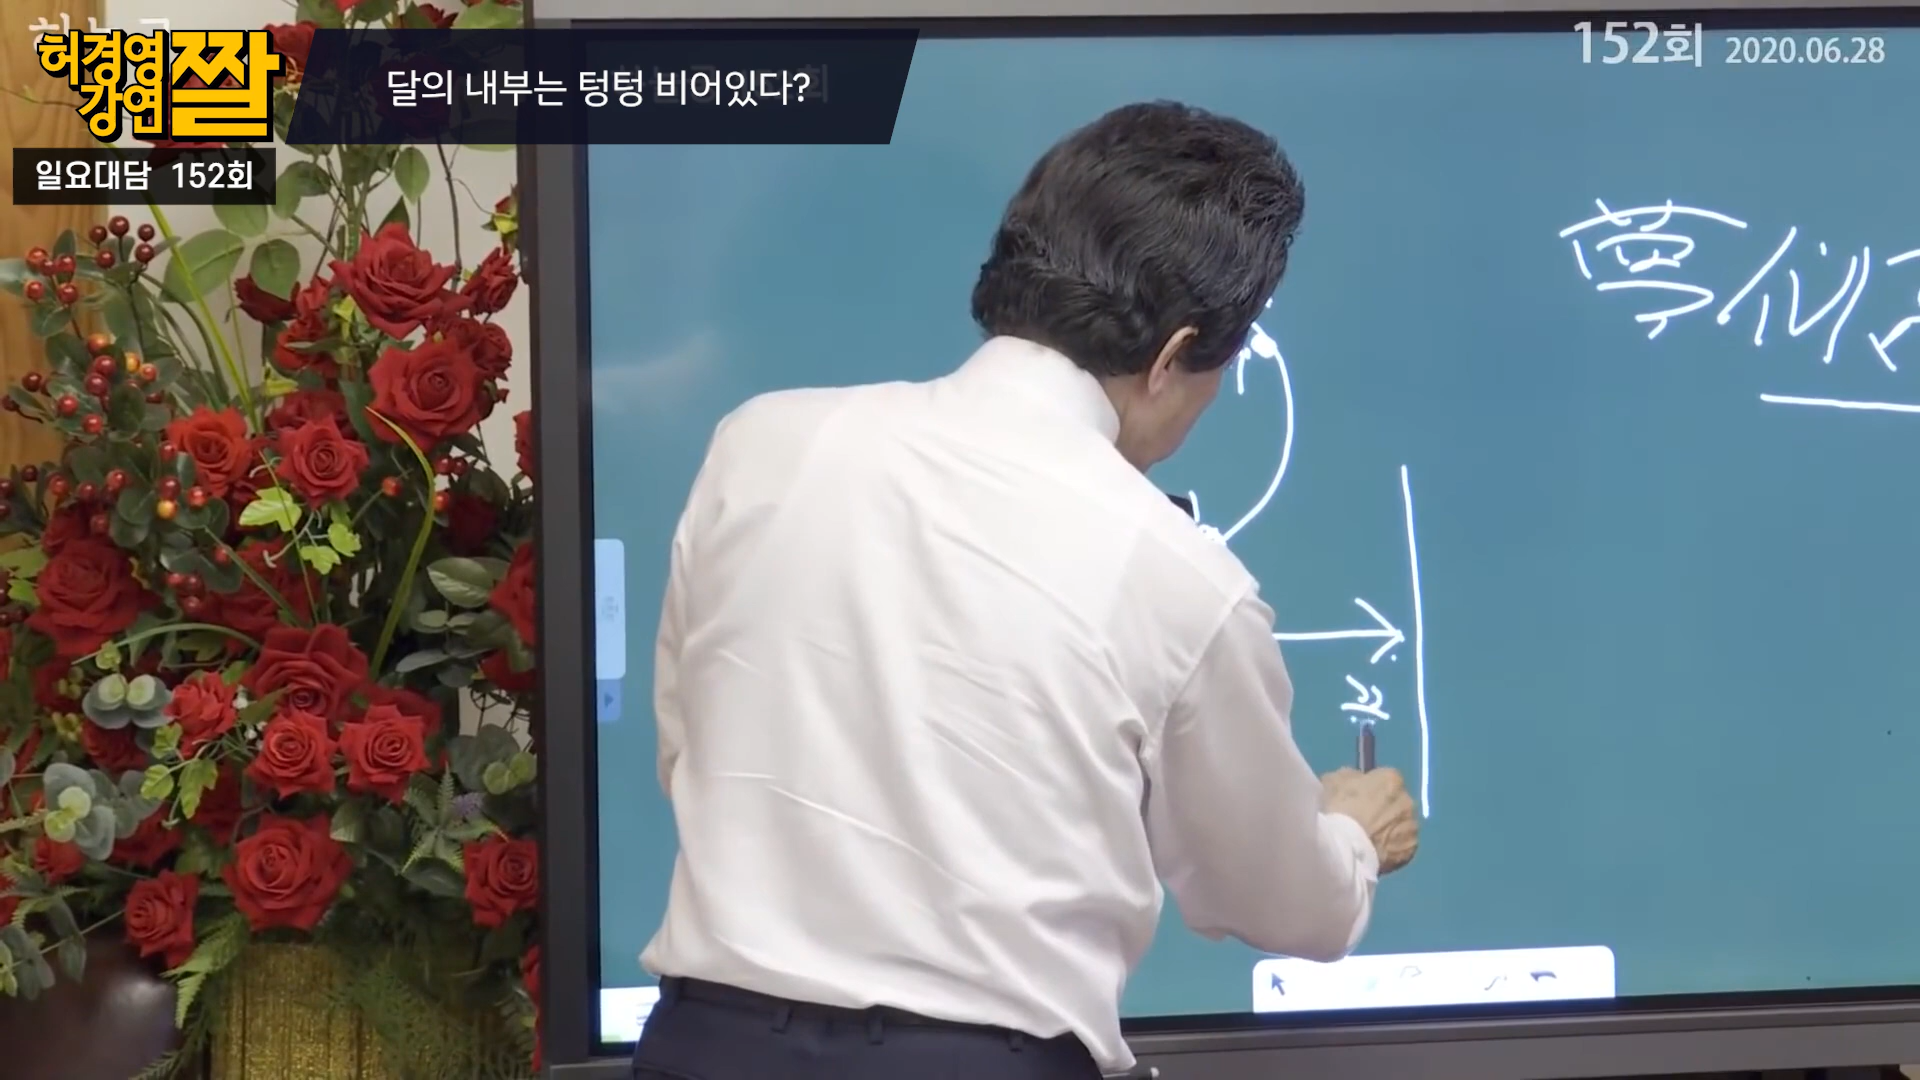 허경영
강연 짤
달의 내부는 텅텅 비어있다?
152회 2020.06.28
일요대담 152회